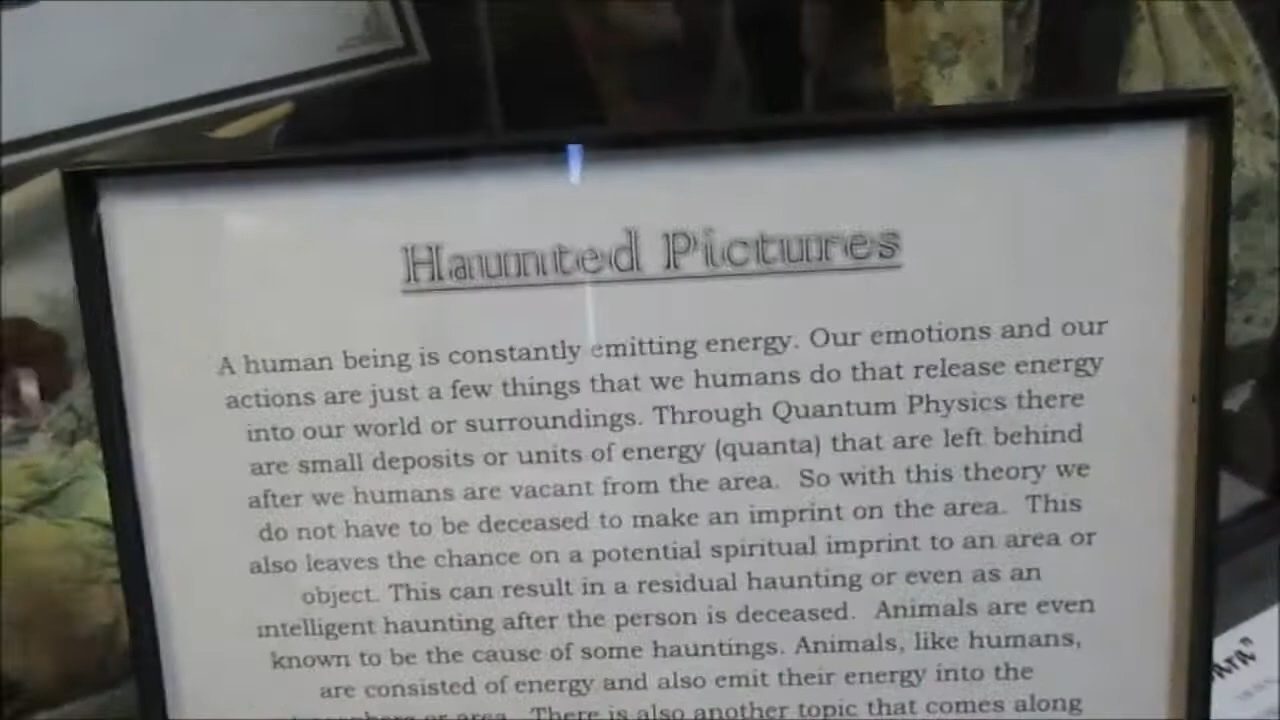 Haunted Pictures
A human being is constantly emitting energy. Our emotions and our
actions are just a few things that we humans do that release energy
into our world or surroundings. Through Quantum Physics there
are small deposits or units of energy (quanta) that are left behind
after we humans are vacant from the area. So with this theory we
do not have to be deceased to make an imprint on the area. This
also leaves the chance on a potential spiritual imprint to an area or
object. This can result in a residual haunting or even as an
intelligent haunting after the person is deceased. Animals are even
known to be the cause of some hauntings. Animals, like humans,
are consisted of energy and also emit their energy into the
or area. There is also another topic that comes along